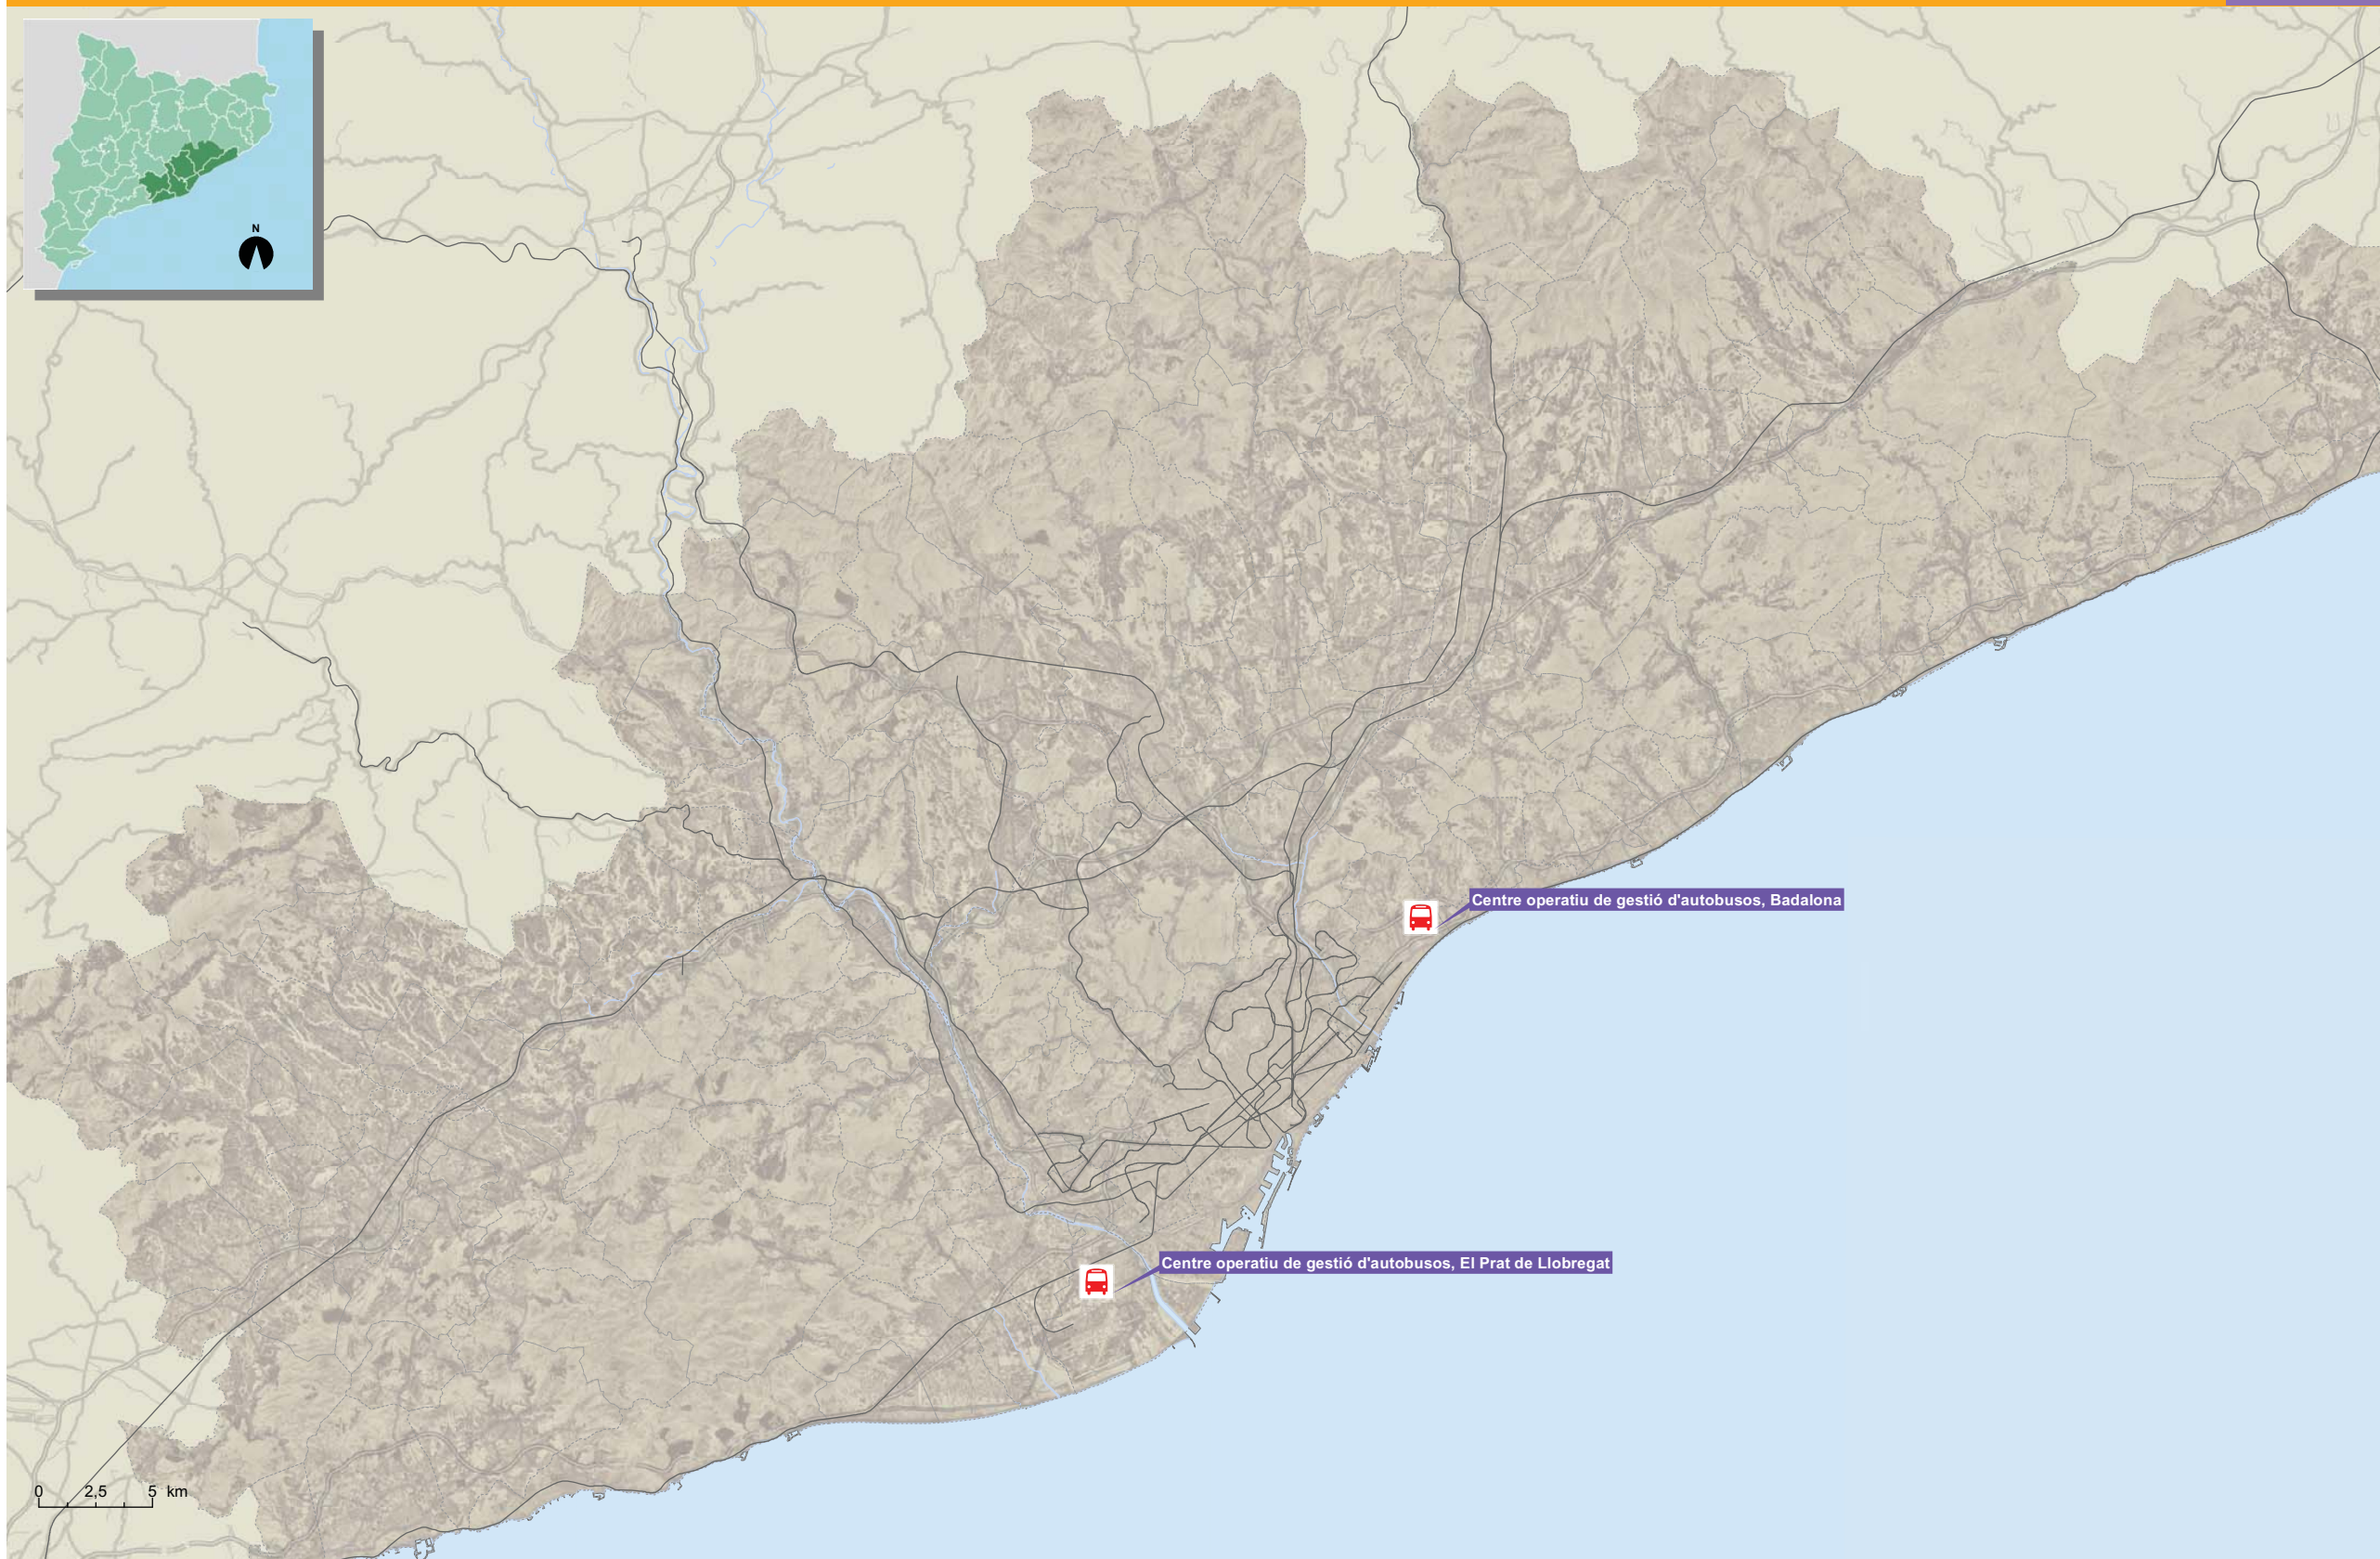 N
Centre operatiu de gestió d'autobusos, Badalona
Centre operatiu de gestió d'autobusos, El Prat de Llobregat
0 2,5 5 km